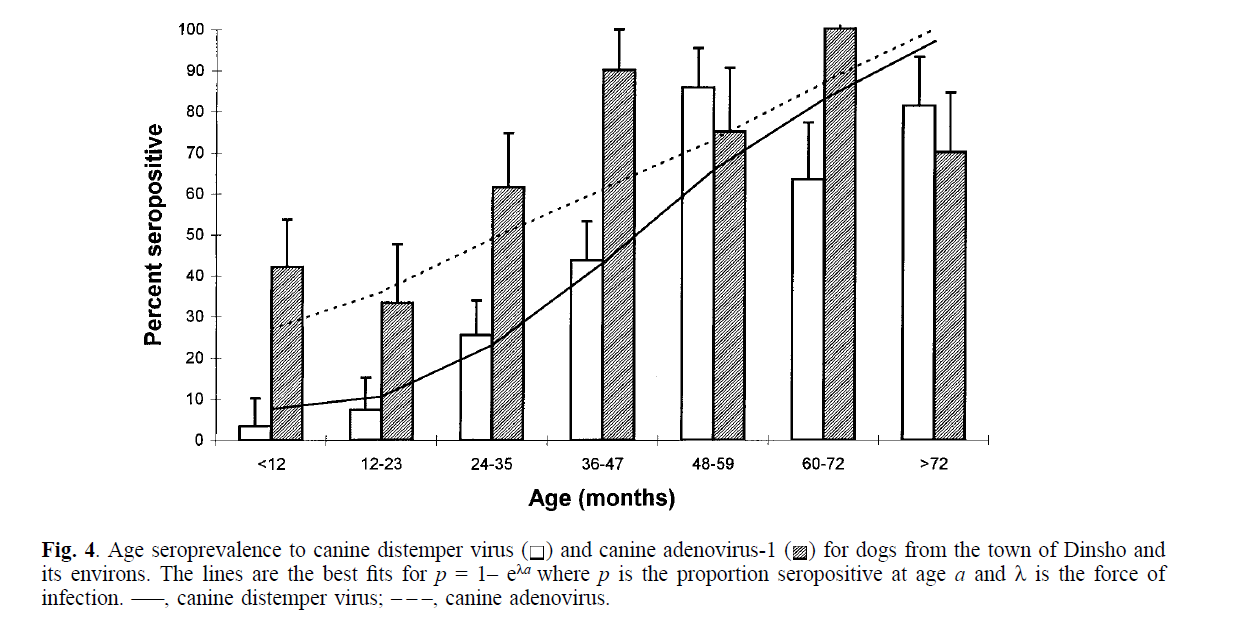 100
90
80
70
60
50
40
30
20
10
0
Percent seropositive
<12 12-23 24-35 36-47 48-59 60-72 >72
Age (months)
Fig. 4. Age seroprevalence to canine distemper virus (□) and canine adenovirus-1 (▨) for dogs from the town of Dinsho and
its environs. The lines are the best fits for p = 1– e^λa where p is the proportion seropositive at age a and λ is the force of
infection. ——, canine distemper virus; – – –, canine adenovirus.